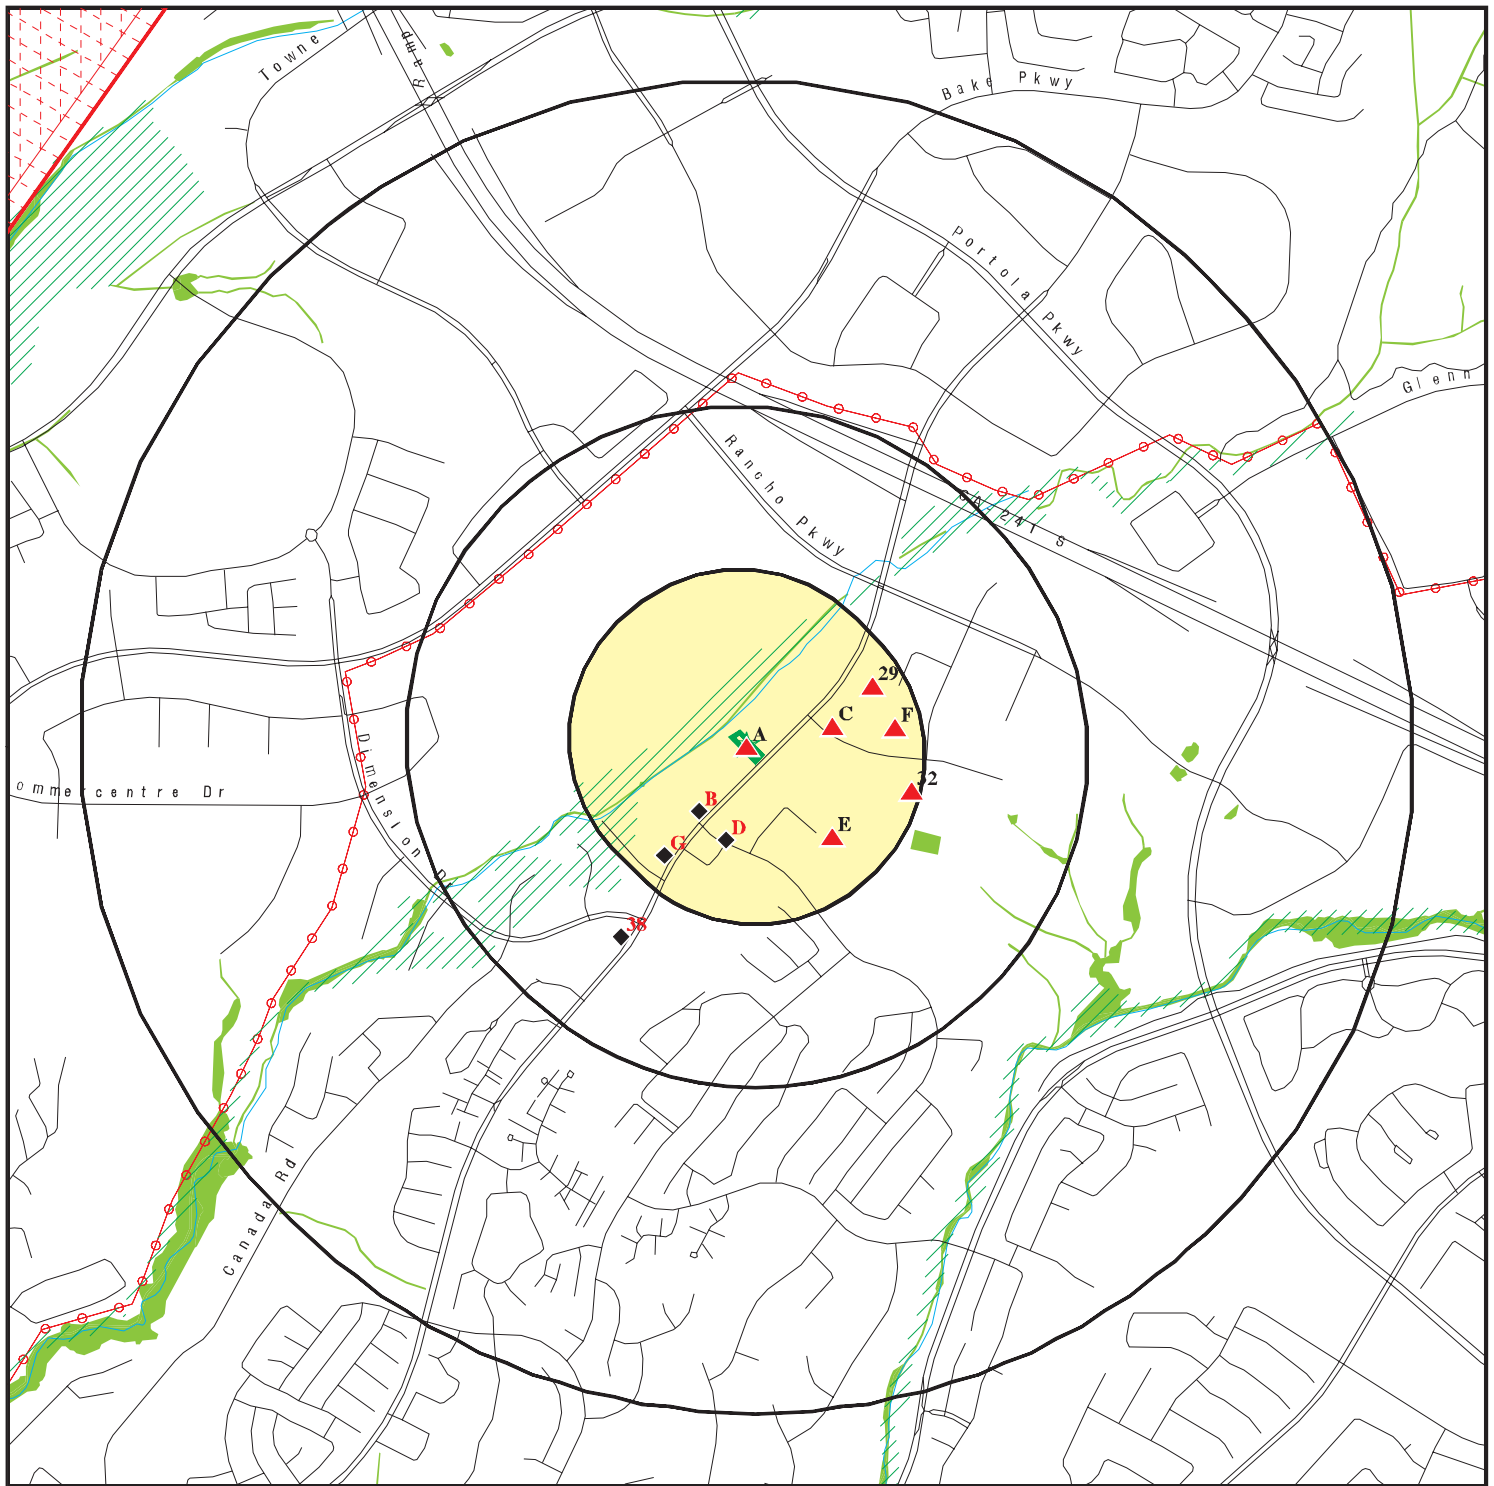 Towne
Ramp
Bake Pkwy
Portola Pkwy
Glenn
Rancho Pkwy
CA-241 S
29
C
F
A
32
B
D
E
G
38
Dimension Dr
ommercentre Dr
Canada Rd